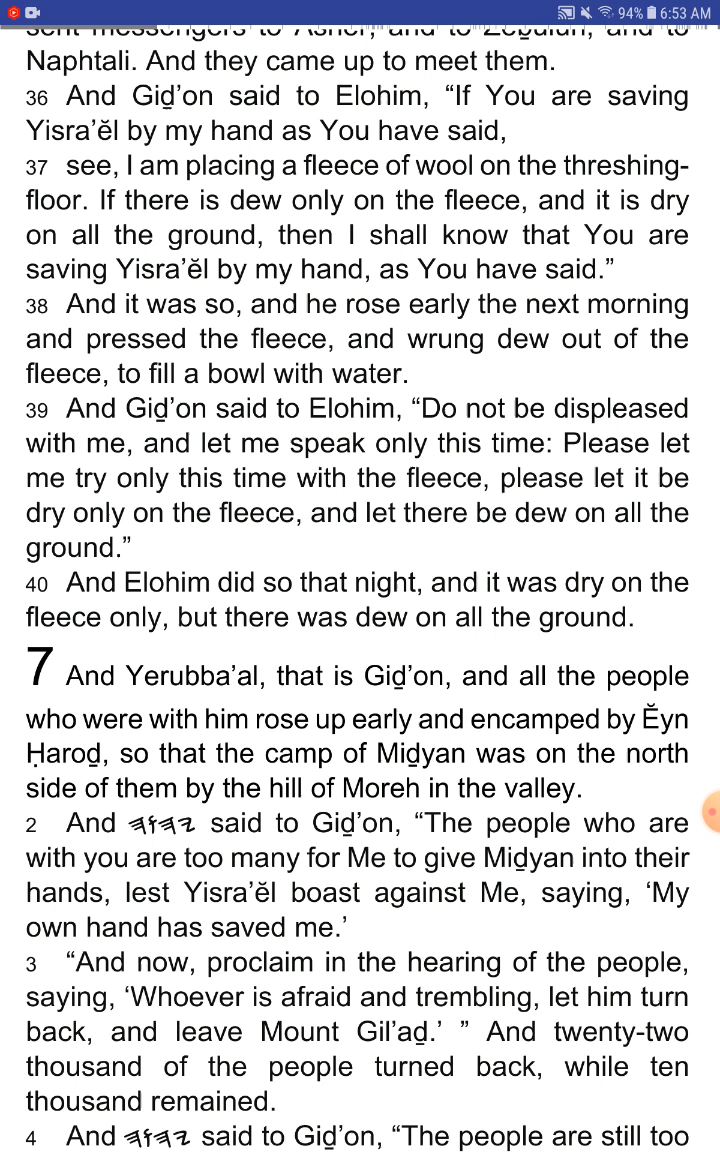 94% 6:53 AM
sent messengers to Ashĕr, and to Zeḇulun, and to
Naphtali. And they came up to meet them.
36 And Giḏ’on said to Elohim, “If You are saving
Yisra’ĕl by my hand as You have said,
37 see, I am placing a fleece of wool on the threshing-
floor. If there is dew only on the fleece, and it is dry
on all the ground, then I shall know that You are
saving Yisra’ĕl by my hand, as You have said.”
38 And it was so, and he rose early the next morning
and pressed the fleece, and wrung dew out of the
fleece, to fill a bowl with water.
39 And Giḏ’on said to Elohim, “Do not be displeased
with me, and let me speak only this time: Please let
me try only this time with the fleece, please let it be
dry only on the fleece, and let there be dew on all the
ground.”
40 And Elohim did so that night, and it was dry on the
fleece only, but there was dew on all the ground.
7 And Yerubba’al, that is Giḏ’on, and all the people
who were with him rose up early and encamped by Ĕyn
Ḥaroḏ, so that the camp of Miḏyan was on the north
side of them by the hill of Moreh in the valley.
2 And 𐤉𐤄𐤅𐤄 said to Giḏ’on, “The people who are
with you are too many for Me to give Miḏyan into their
hands, lest Yisra’ĕl boast against Me, saying, ‘My
own hand has saved me.’
3 “And now, proclaim in the hearing of the people,
saying, ‘Whoever is afraid and trembling, let him turn
back, and leave Mount Gil’aḏ.’ ” And twenty-two
thousand of the people turned back, while ten
thousand remained.
4 And 𐤉𐤄𐤅𐤄 said to Giḏ’on, “The people are still too